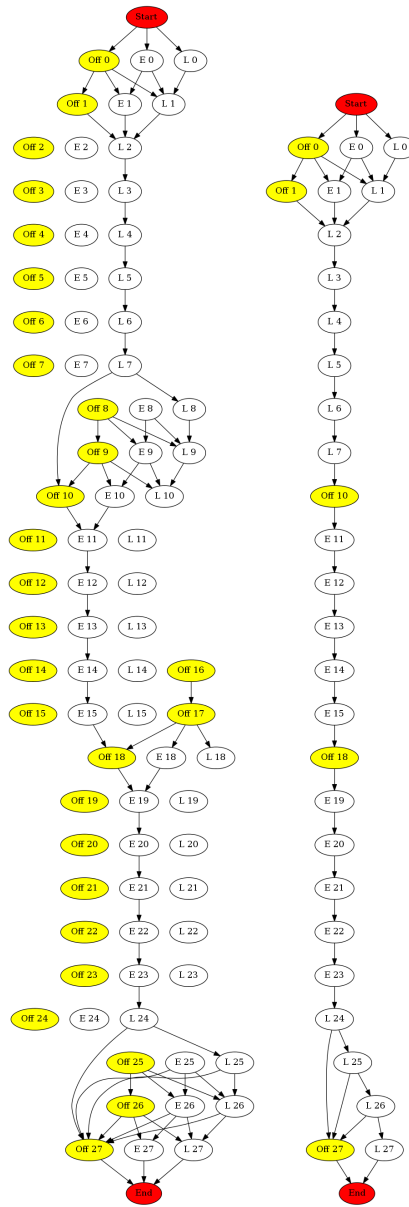 Start
Off 0 E 0 L 0
Off 1 E 1 L 1
Off 2 E 2 L 2
Off 3 E 3 L 3
Off 4 E 4 L 4
Off 5 E 5 L 5
Off 6 E 6 L 6
Off 7 E 7 L 7
Off 8 E 8 L 8
Off 9 E 9 L 9
Off 10 E 10 L 10
Off 11 E 11 L 11
Off 12 E 12 L 12
Off 13 E 13 L 13
Off 14 E 14 L 14 Off 16
Off 15 E 15 L 15 Off 17
Off 18 E 18 L 18
Off 19 E 19 L 19
Off 20 E 20 L 20
Off 21 E 21 L 21
Off 22 E 22 L 22
Off 23 E 23 L 23
Off 24 E 24 L 24
Off 25 E 25 L 25
Off 26 E 26 L 26
Off 27 E 27 L 27
End
Start
Off 0 E 0 L 0
Off 1 E 1 L 1
L 2
L 3
L 4
L 5
L 6
L 7
Off 10
E 11
E 12
E 13
E 14
E 15
Off 18
E 19
E 20
E 21
E 22
E 23
L 24
L 25
L 26
Off 27 L 27
End